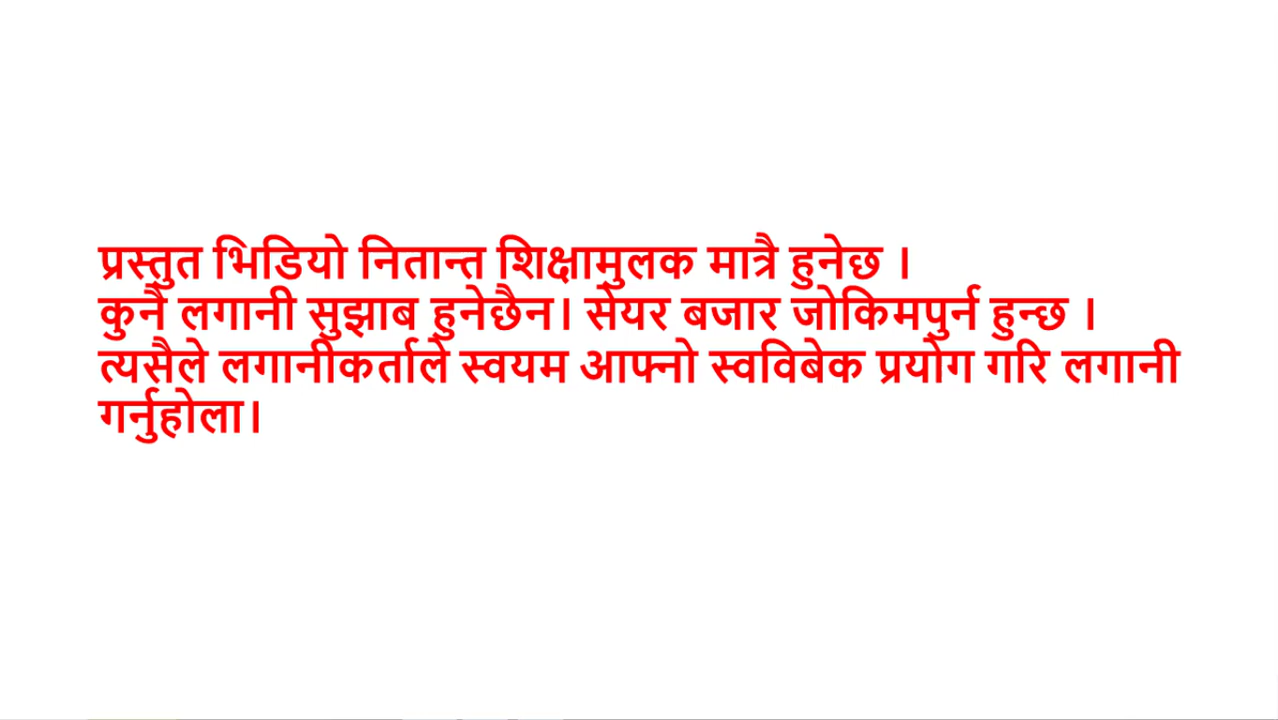 प्रस्तुत भिडियो नितान्त शिक्षामुलक मात्रै हुनेछ ।
कुनै लगानी सुझाब हुनेछैन। सेयर बजार जोकिमपुर्न हुन्छ ।
त्यसैले लगानीकर्ताले स्वयम आफ्नो स्वविबेक प्रयोग गरि लगानी
गर्नुहोला।